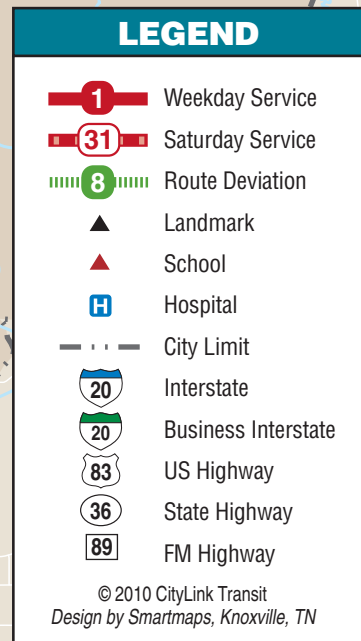 LEGEND
1 Weekday Service
31 Saturday Service
8 Route Deviation
Landmark
School
H Hospital
City Limit
20 Interstate
20 Business Interstate
83 US Highway
36 State Highway
89 FM Highway
© 2010 CityLink Transit
Design by Smartmaps, Knoxville, TN